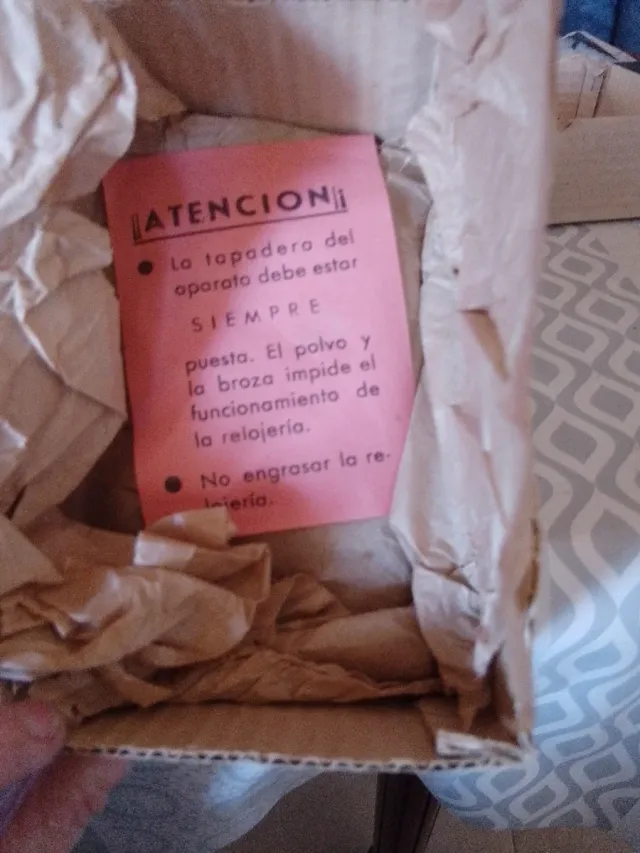 ¡¡ATENCION¡¡
● La tapadera del
aparato debe estar
SIEMPRE
puesta. El polvo y
la broza impide el
funcionamiento de
la relojería.
● No engrasar la re-
lojería.